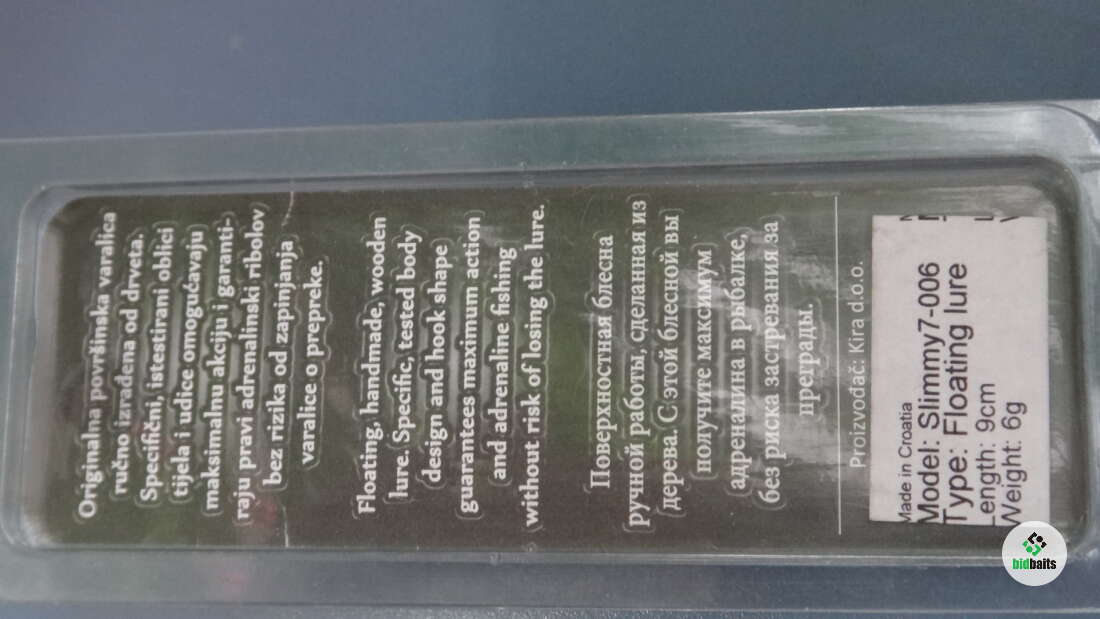 Originalna površinska varalica
ručno izrađena od drveta.
Specifični, istestirani oblici
tijela i udice omogućavaju
maksimalnu akciju i garanti-
raju pravi adrenalinski ribolov
bez rizika od zapinjanja
varalice o prepreke.
Floating, handmade, wooden
lure. Specific, tested body
design and hook shape
guarantees maximum action
and adrenaline fishing
without risk of losing the lure.
Поверхностная блесна
ручной работы, сделанная из
дерева. С этой блесной вы
получите максимум
адреналина в рыбалке,
без риска застревания за
преграды.
Proizvođač: Kira d.o.o.
Made in Croatia
Model: Slimmy7-006
Type: Floating lure
Length: 9cm
Weight: 6g
bidbaits